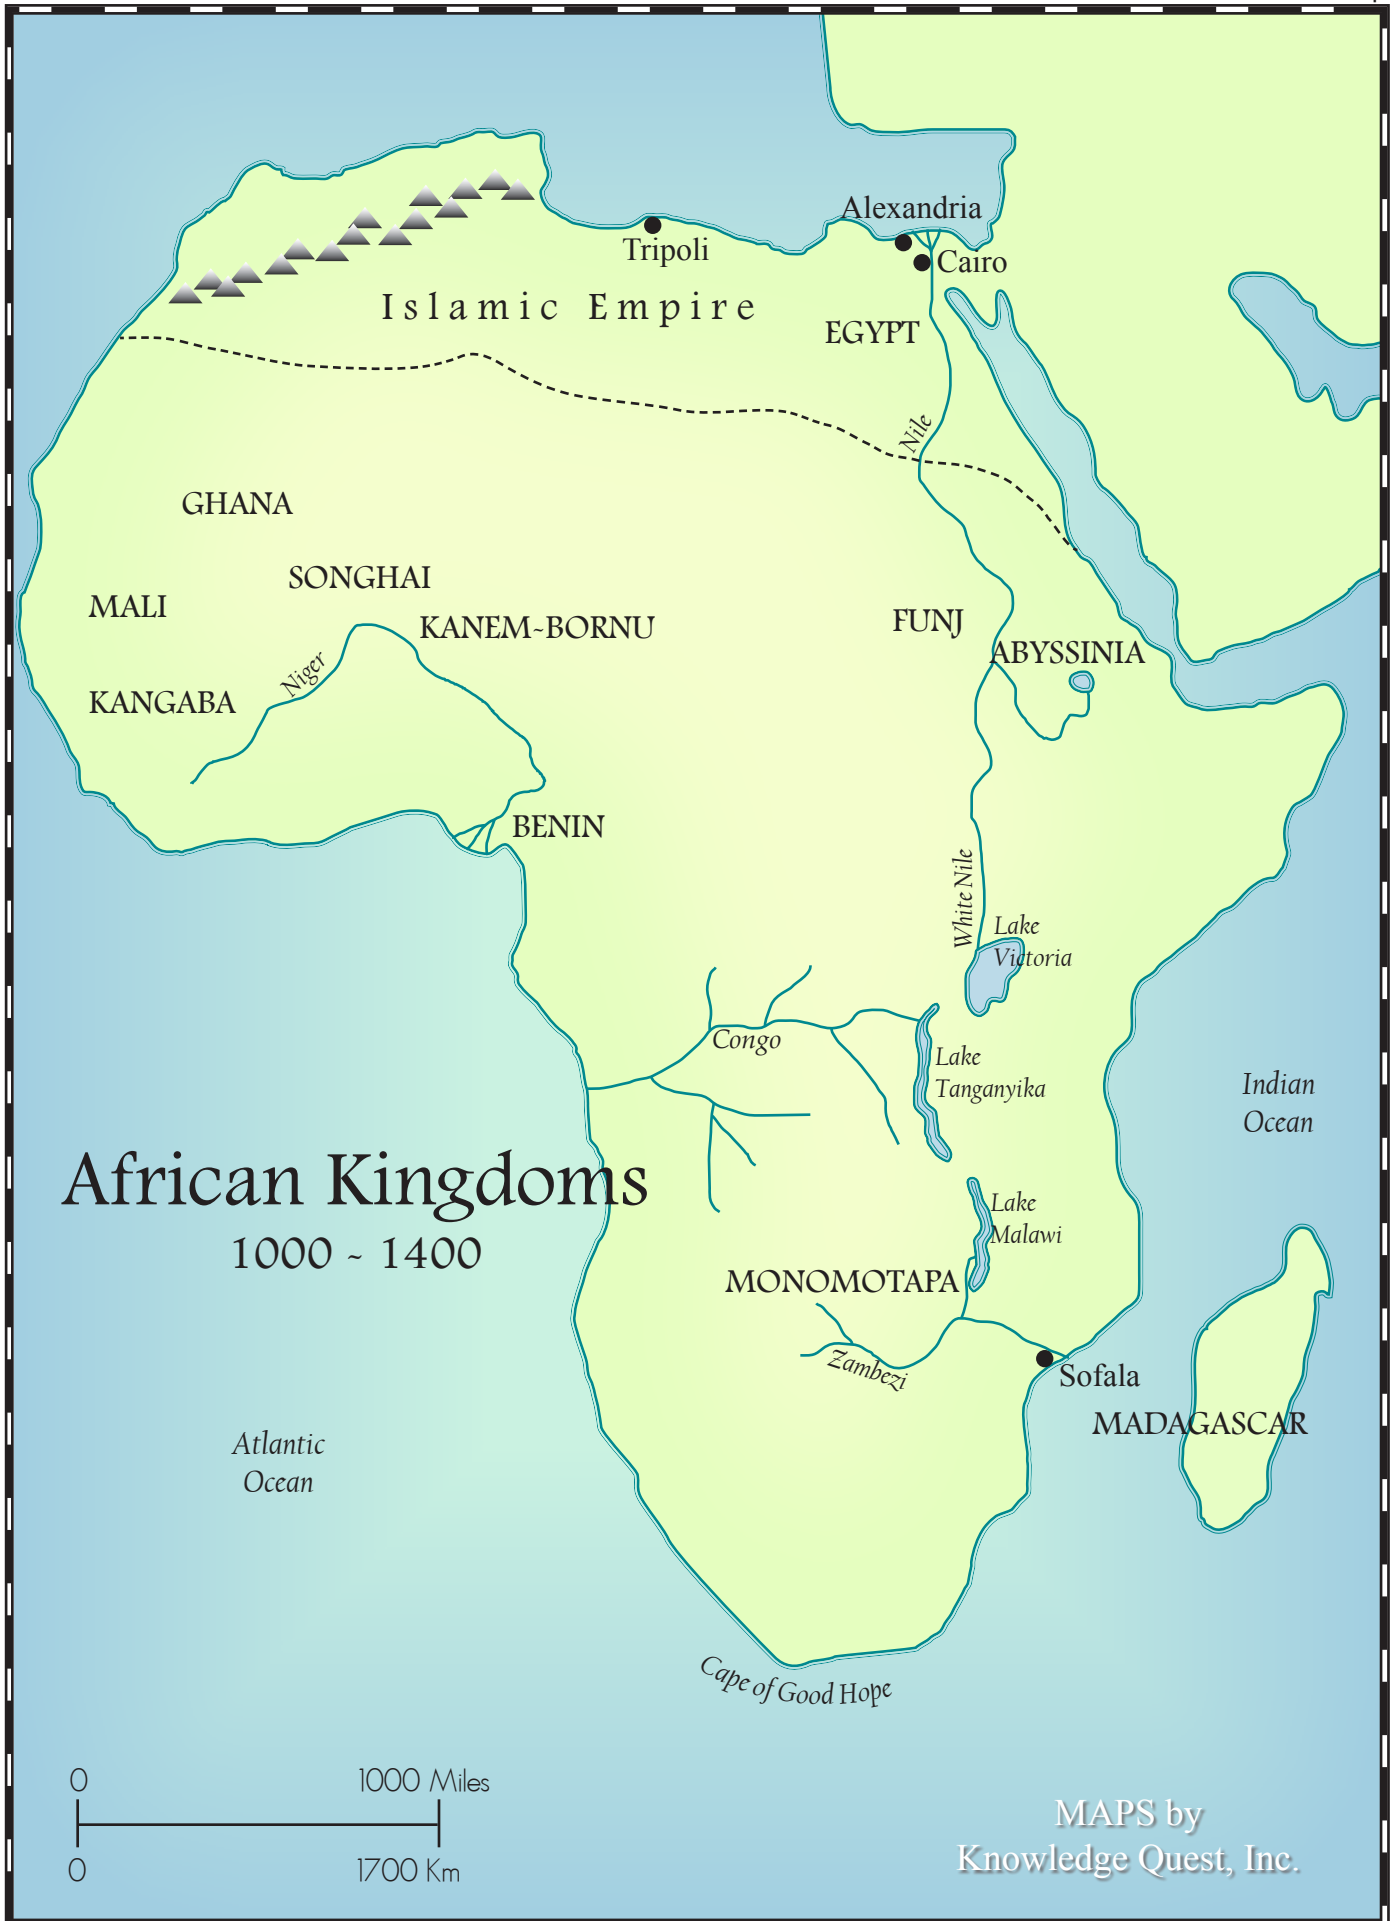 Alexandria
Tripoli
Cairo
Islamic Empire
EGYPT
Nile
GHANA
SONGHAI
MALI
KANEM-BORNU
FUNJ
ABYSSINIA
Niger
KANGABA
BENIN
White Nile
Lake
Victoria
Congo
Lake
Tanganyika
Indian
Ocean
African Kingdoms
1000 - 1400
Lake
Malawi
MONOMOTAPA
Zambezi
Sofala
MADAGASCAR
Atlantic
Ocean
Cape of Good Hope
0 1000 Miles
0 1700 Km
MAPS by
Knowledge Quest, Inc.